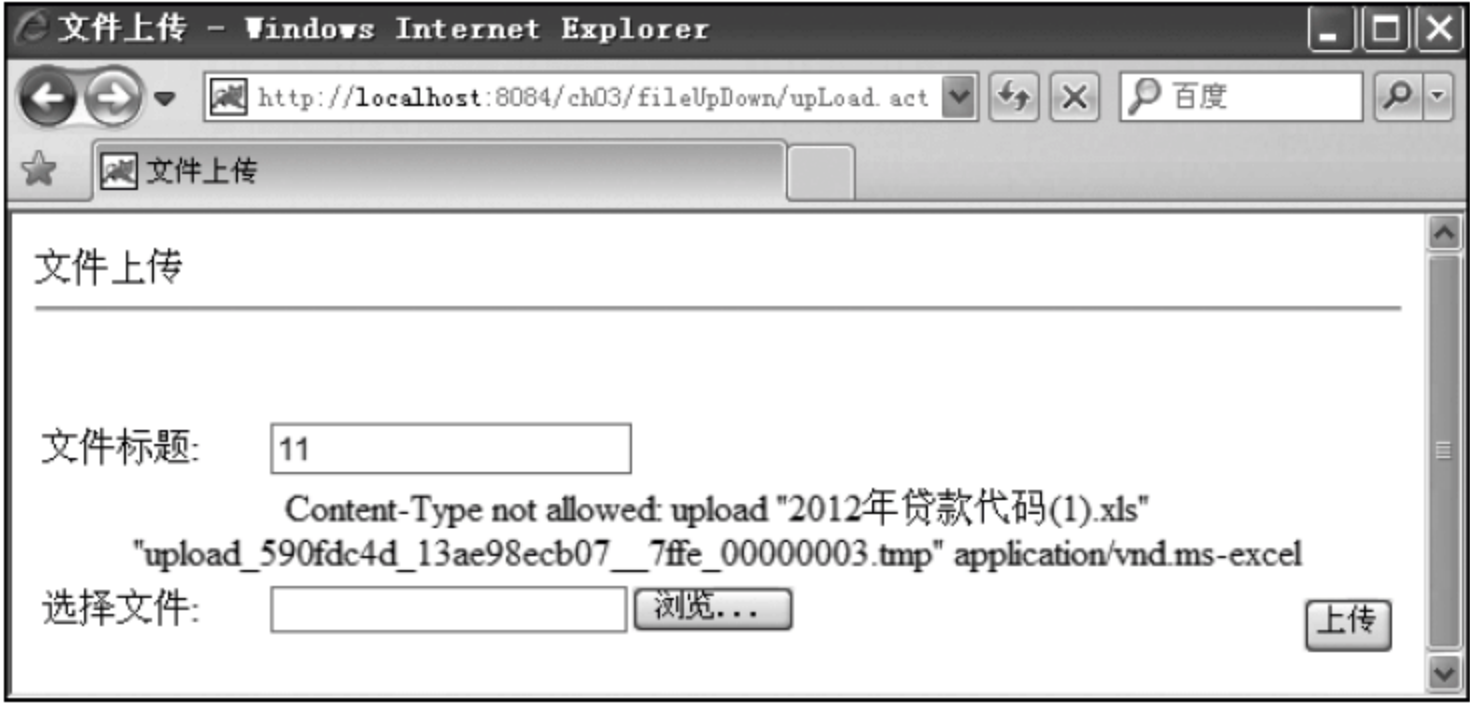 文件上传 - Windows Internet Explorer
http://localhost:8084/ch03/fileUpDown/upLoad.act
百度
文件上传
文件上传
文件标题: 11
Content-Type not allowed: upload "2012年贷款代码(1).xls"
"upload_590fdc4d_13ae98ecb07__7ffe_00000003.tmp" application/vnd.ms-excel
选择文件: 浏览...
上传